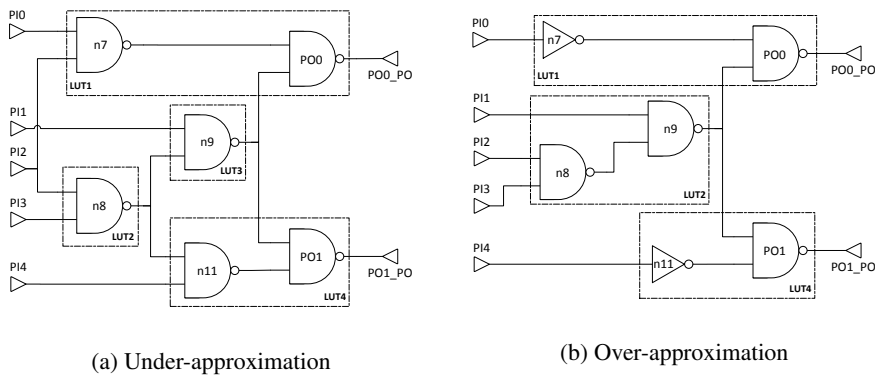 PI0
n7
PO0
LUT1
PO0_PO
PI1
n9
PI2
LUT3
PI3
n8
LUT2
n11
PO1
PI4
PO1_PO
LUT4
(a) Under-approximation
PI0
n7
PO0
LUT1
PO0_PO
PI1
n9
PI2
n8
PI3
LUT2
PO1
PI4
n11
PO1_PO
LUT4
(b) Over-approximation